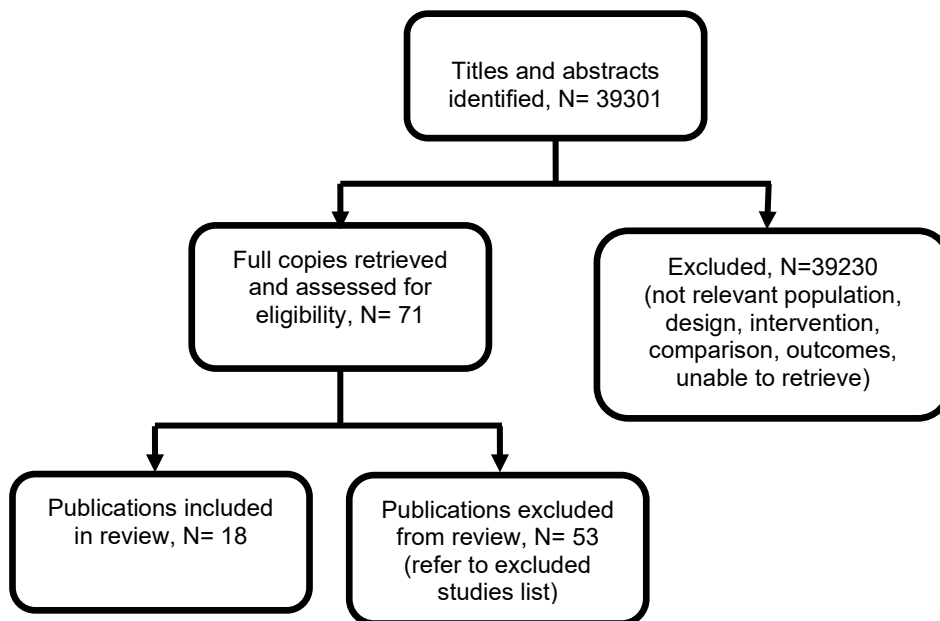 Titles and abstracts
identified, N= 39301
Full copies retrieved
and assessed for
eligibility, N= 71
Excluded, N=39230
(not relevant population,
design, intervention,
comparison, outcomes,
unable to retrieve)
Publications included
in review, N= 18
Publications excluded
from review, N= 53
(refer to excluded
studies list)